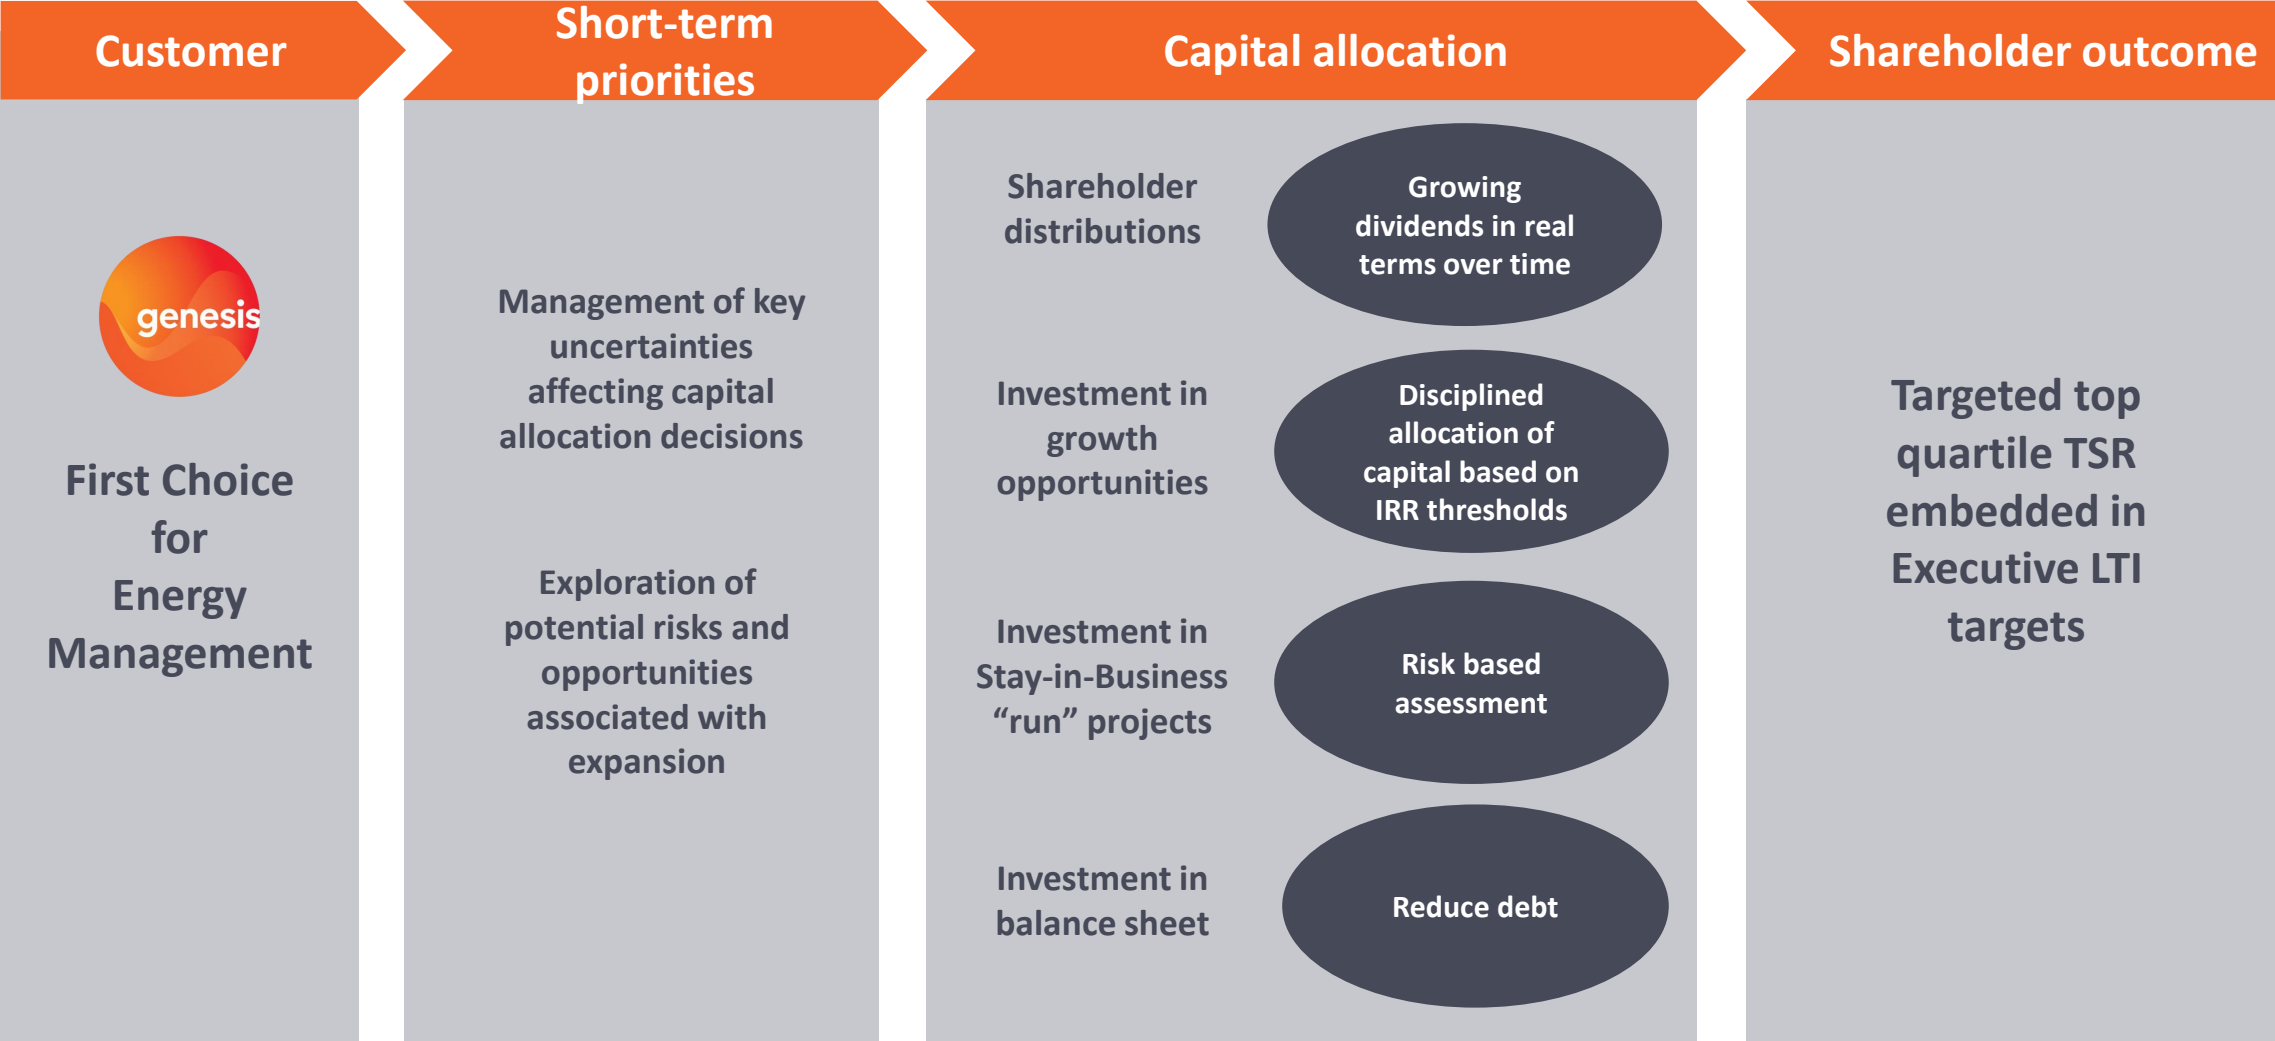 Customer
Short-term
priorities
Capital allocation
Shareholder outcome
genesis
First Choice
for
Energy
Management
Management of key
uncertainties
affecting capital
allocation decisions
Exploration of
potential risks and
opportunities
associated with
expansion
Shareholder
distributions
Growing
dividends in real
terms over time
Investment in
growth
opportunities
Disciplined
allocation of
capital based on
IRR thresholds
Investment in
Stay-in-Business
“run” projects
Risk based
assessment
Investment in
balance sheet
Reduce debt
Targeted top
quartile TSR
embedded in
Executive LTI
targets